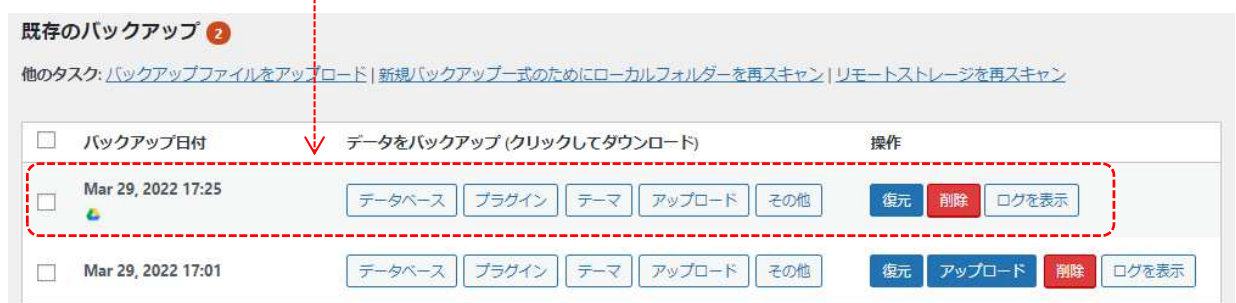 既存のバックアップ 2
他のタスク: バックアップファイルをアップロード | 新規バックアップ一式のためにローカルフォルダーを再スキャン | リモートストレージを再スキャン
バックアップ日付 データをバックアップ (クリックしてダウンロード) 操作
Mar 29, 2022 17:25 データベース プラグイン テーマ アップロード その他 復元 削除 ログを表示
Mar 29, 2022 17:01 データベース プラグイン テーマ アップロード その他 復元 アップロード 削除 ログを表示